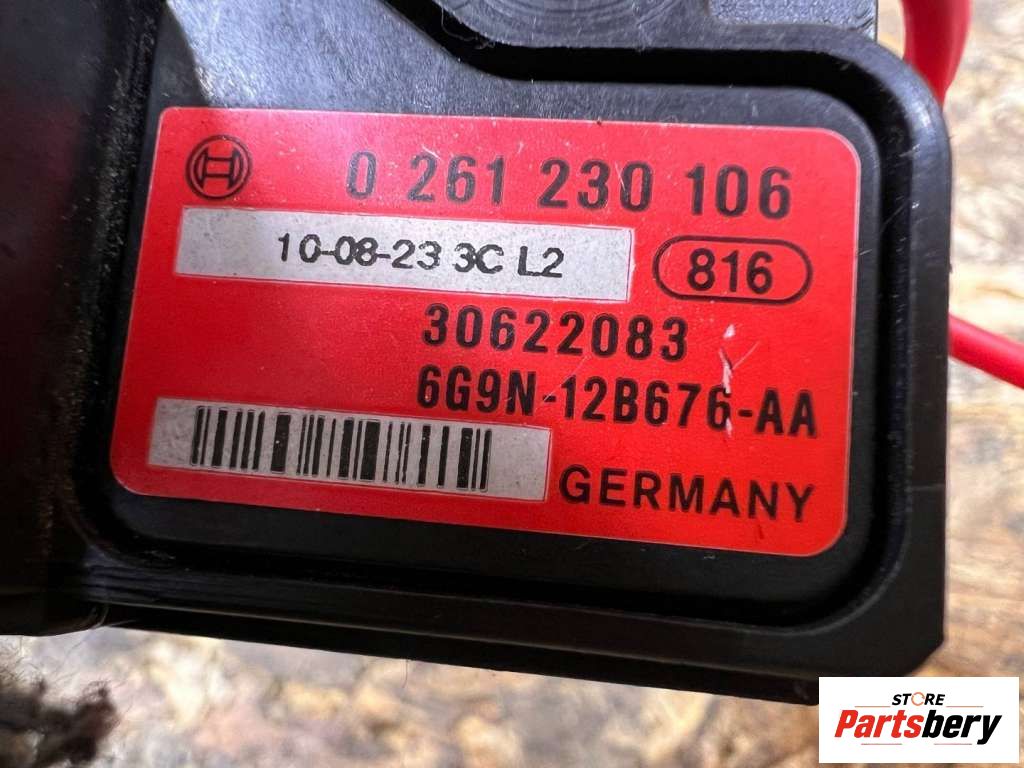 0 261 230 106
10-08-23 3C L2
816
30622083
6G9N-12B676-AA
GERMANY
STORE
Partsbery